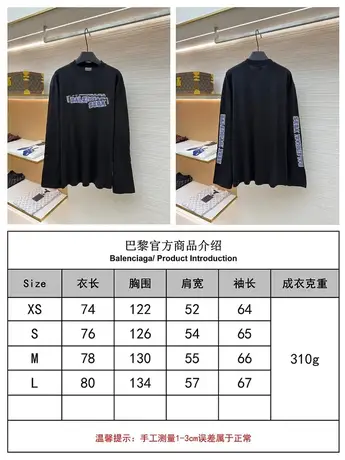 巴黎官方商品介绍
Balenciaga/ Product Introduction
Size 衣长 胸围 肩宽 袖长 成衣克重
XS 74 122 52 64
S 76 126 54 65
M 78 130 55 66
L 80 134 57 67
310g
温馨提示：手工测量1-3cm误差属于正常